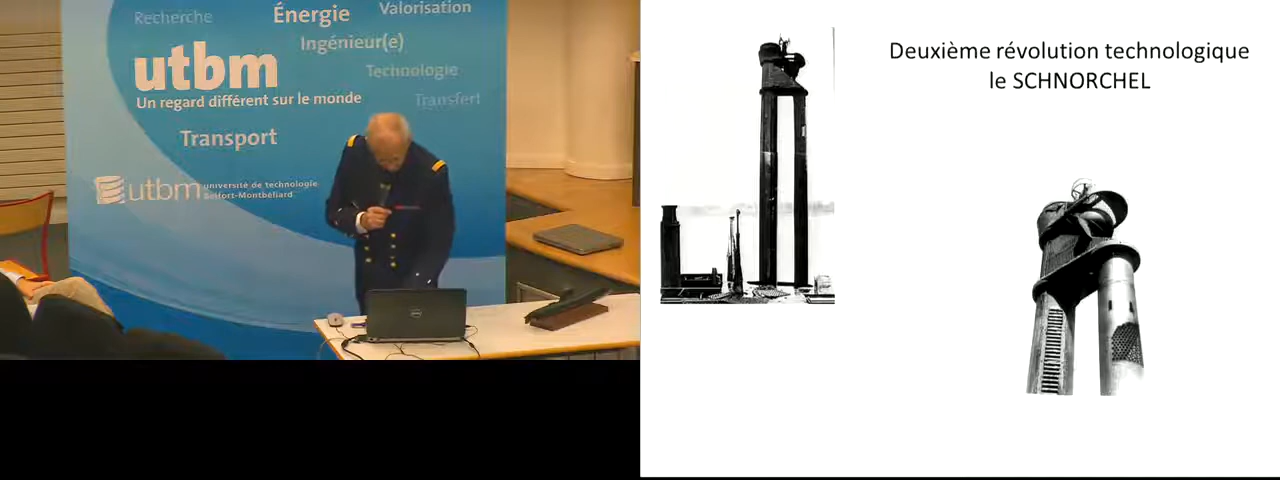 Recherche
Énergie
Valorisation
Ingénieur(e)
utbm
Technologie
Un regard différent sur le monde
Transfert
Transport
utbm université de technologie
Belfort-Montbéliard
Deuxième révolution technologique
le SCHNORCHEL